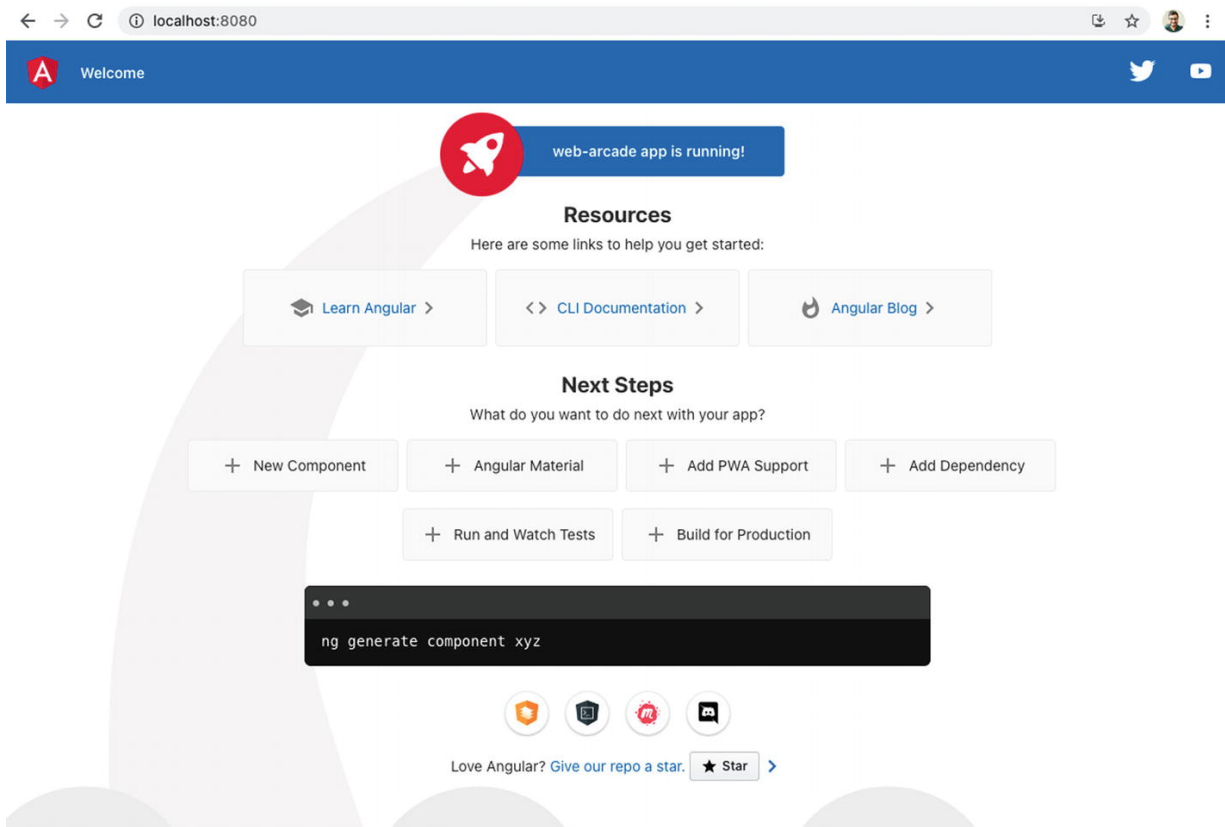 localhost:8080
Welcome
web-arcade app is running!
Resources
Here are some links to help you get started:
Learn Angular
CLI Documentation
Angular Blog
Next Steps
What do you want to do next with your app?
New Component
Angular Material
Add PWA Support
Add Dependency
Run and Watch Tests
Build for Production
ng generate component xyz
Love Angular? Give our repo a star. Star